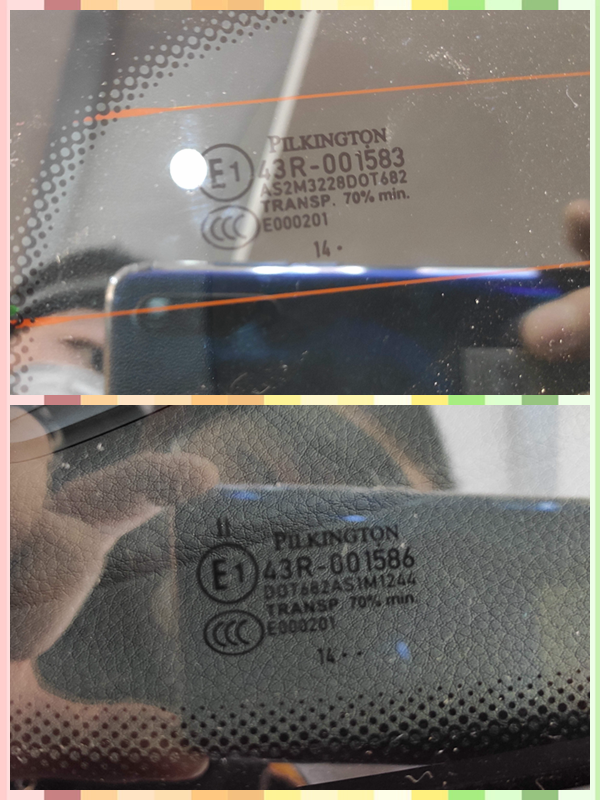 PILKINGTON
E1
43R-001583
AS2M3228DOT682
TRANSP. 70% min.
CCC
E000201
14 •
II
PILKINGTON
E1
43R-001586
DOT682AS1M1244
TRANSP 70% min.
CCC
E000201
14 • •